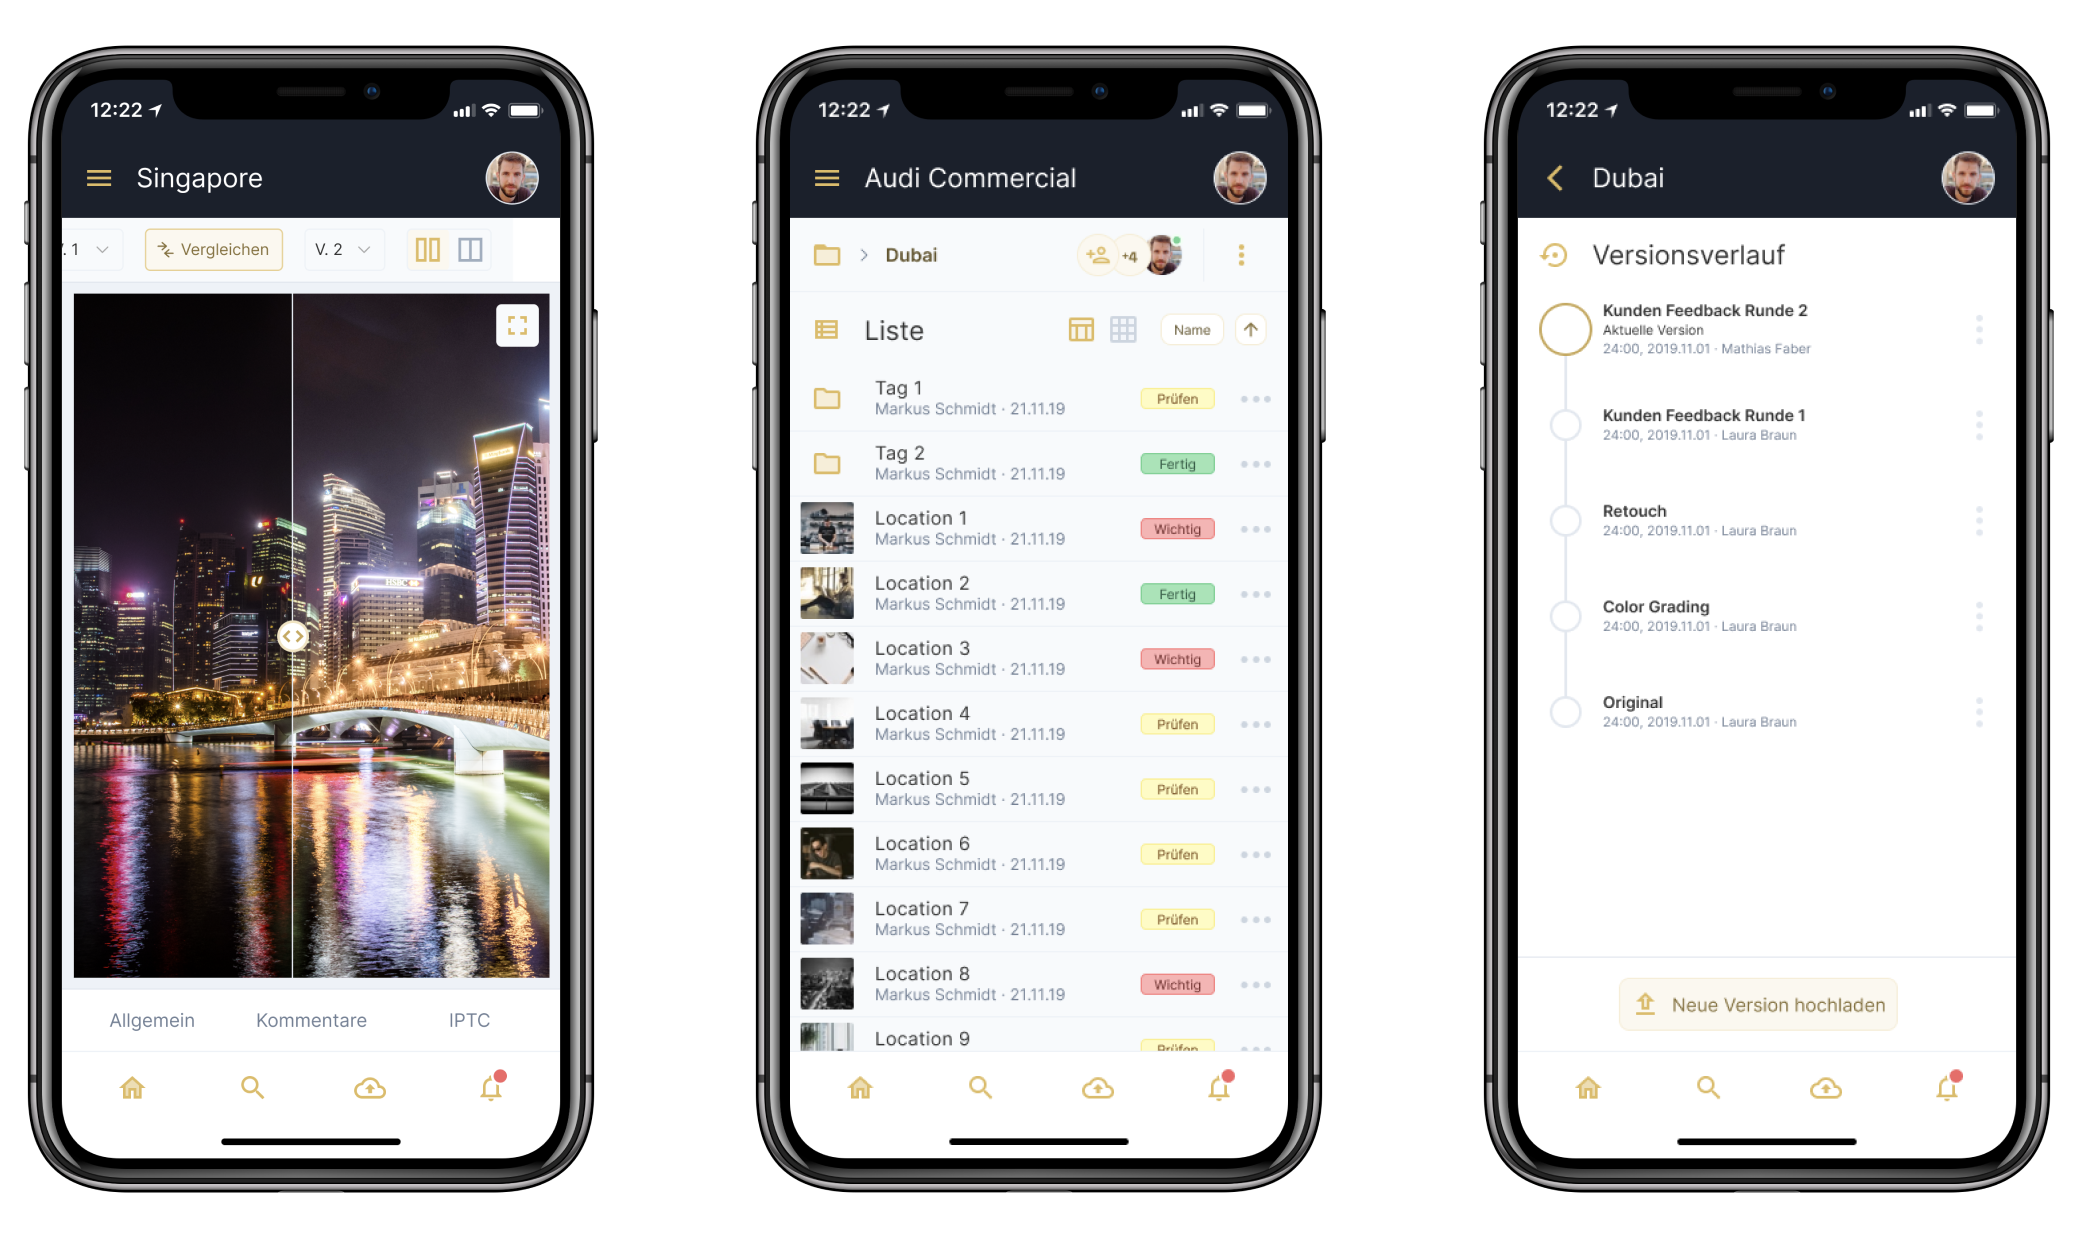 12:22
Singapore
. 1
Vergleichen
V. 2
HSBC
Allgemein
Kommentare
IPTC
12:22
Audi Commercial
Dubai
+4
Liste
Name
Tag 1
Markus Schmidt · 21.11.19
Prüfen
Tag 2
Markus Schmidt · 21.11.19
Fertig
Location 1
Markus Schmidt · 21.11.19
Wichtig
Location 2
Markus Schmidt · 21.11.19
Fertig
Location 3
Markus Schmidt · 21.11.19
Wichtig
Location 4
Markus Schmidt · 21.11.19
Prüfen
Location 5
Markus Schmidt · 21.11.19
Prüfen
Location 6
Markus Schmidt · 21.11.19
Prüfen
Location 7
Markus Schmidt · 21.11.19
Prüfen
Location 8
Markus Schmidt · 21.11.19
Wichtig
Location 9
Prüfen
12:22
Dubai
Versionsverlauf
Kunden Feedback Runde 2
Aktuelle Version
24:00, 2019.11.01 · Mathias Faber
Kunden Feedback Runde 1
24:00, 2019.11.01 · Laura Braun
Retouch
24:00, 2019.11.01 · Laura Braun
Color Grading
24:00, 2019.11.01 · Laura Braun
Original
24:00, 2019.11.01 · Laura Braun
Neue Version hochladen